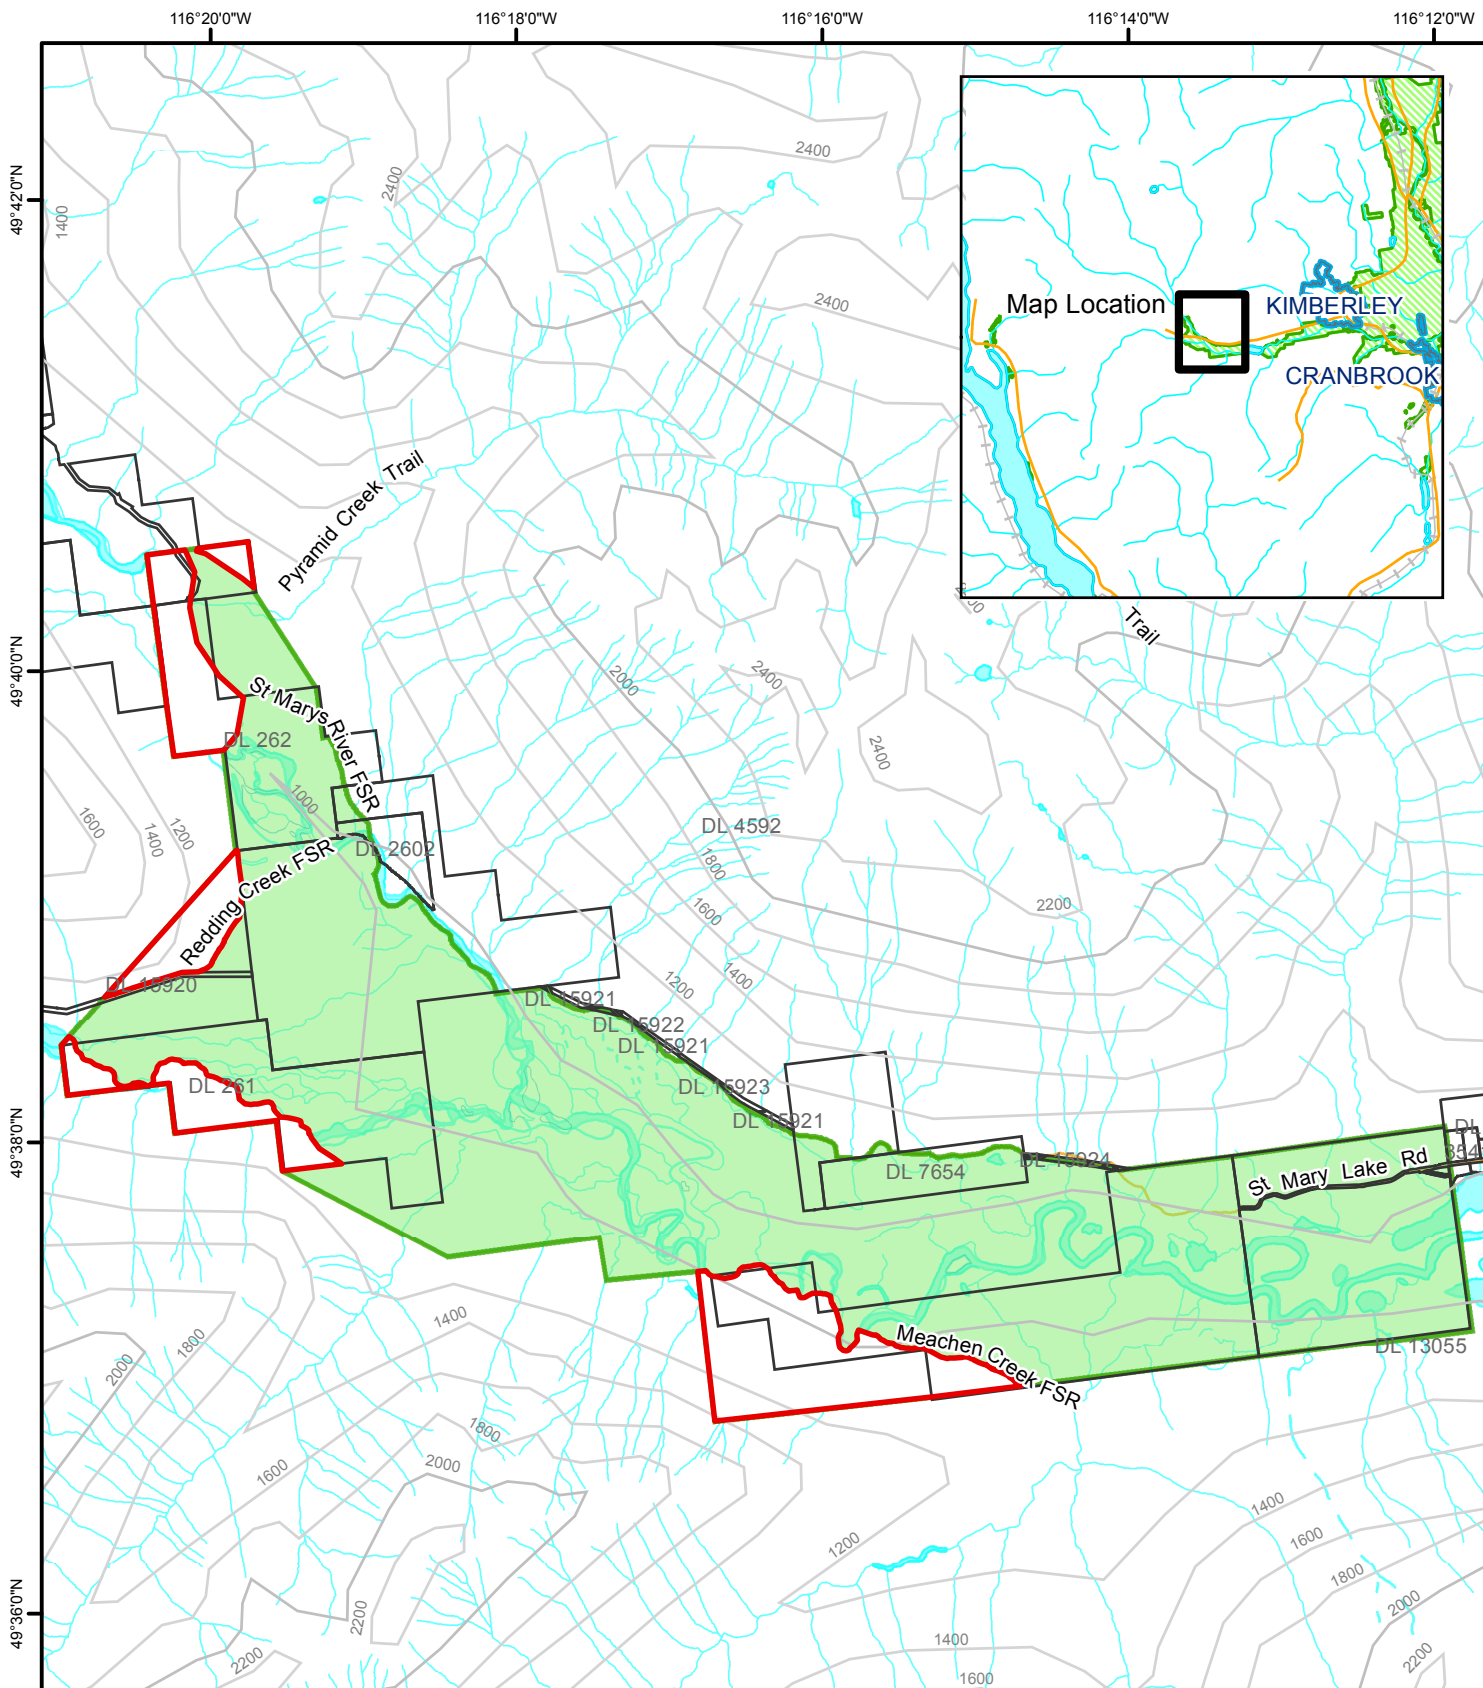 116°20'0"W
116°18'0"W
116°16'0"W
116°14'0"W
116°12'0"W
49°42'0"N
49°40'0"N
49°38'0"N
49°36'0"N
1400
2400
2400
2400
Map Location
KIMBERLEY
CRANBROOK
Pyramid Creek Trail
Trail
2000
2400
2400
St Marys River FSR
DL 262
1000
1600
1400
1200
DL 2602
DL 4592
1800
1600
2200
Redding Creek FSR
DL 15920
1200
1400
DL 15921
DL 15922
DL 15921
DL 15923
DL 15921
DL 261
DL 7654
DL 15924
St Mary Lake Rd
DL
Meachen Creek FSR
DL 13055
1400
1800
2000
1800
2000
1600
1200
1400
1600
1800
2000
2200
2200
2200
1400
1600